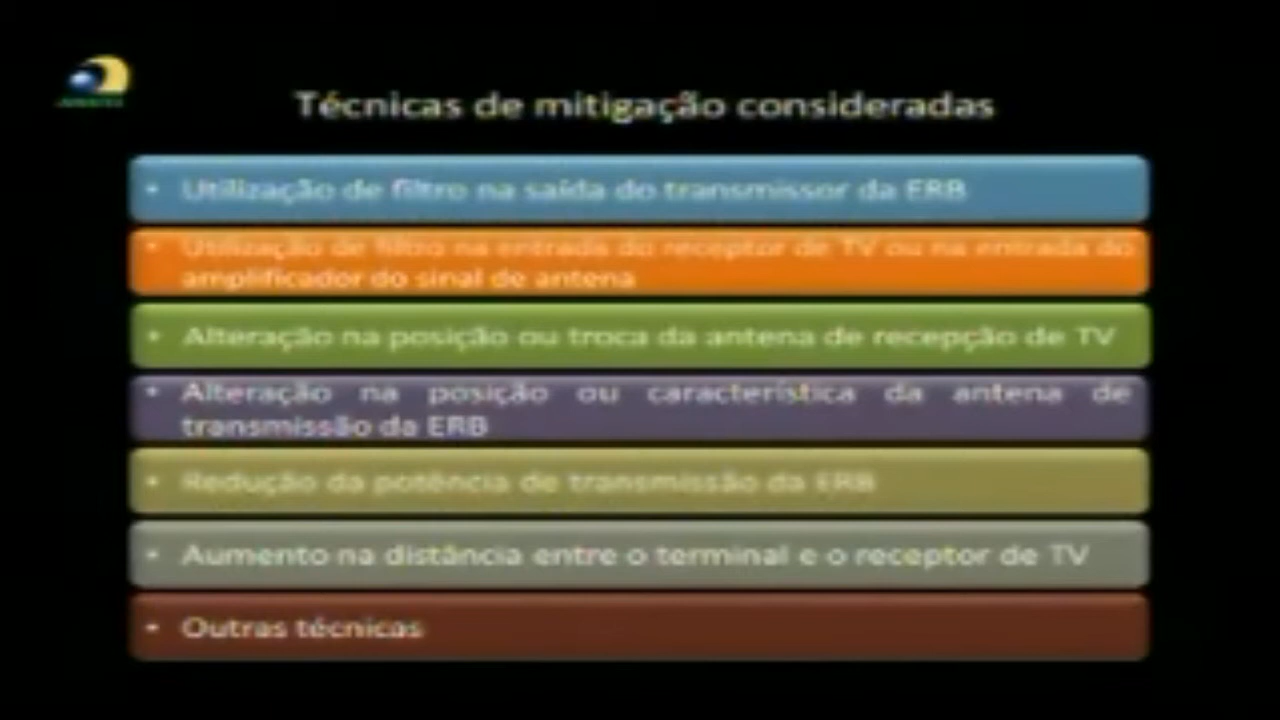 Técnicas de mitigação consideradas
• Utilização de filtro na saída do transmissor da ERB
• Utilização de filtro na entrada do receptor de TV ou na entrada do
amplificador do sinal de antena
• Alteração na posição ou troca da antena de recepção de TV
• Alteração na posição ou característica da antena de
transmissão da ERB
• Redução da potência de transmissão da ERB
• Aumento na distância entre o terminal e o receptor de TV
• Outras técnicas